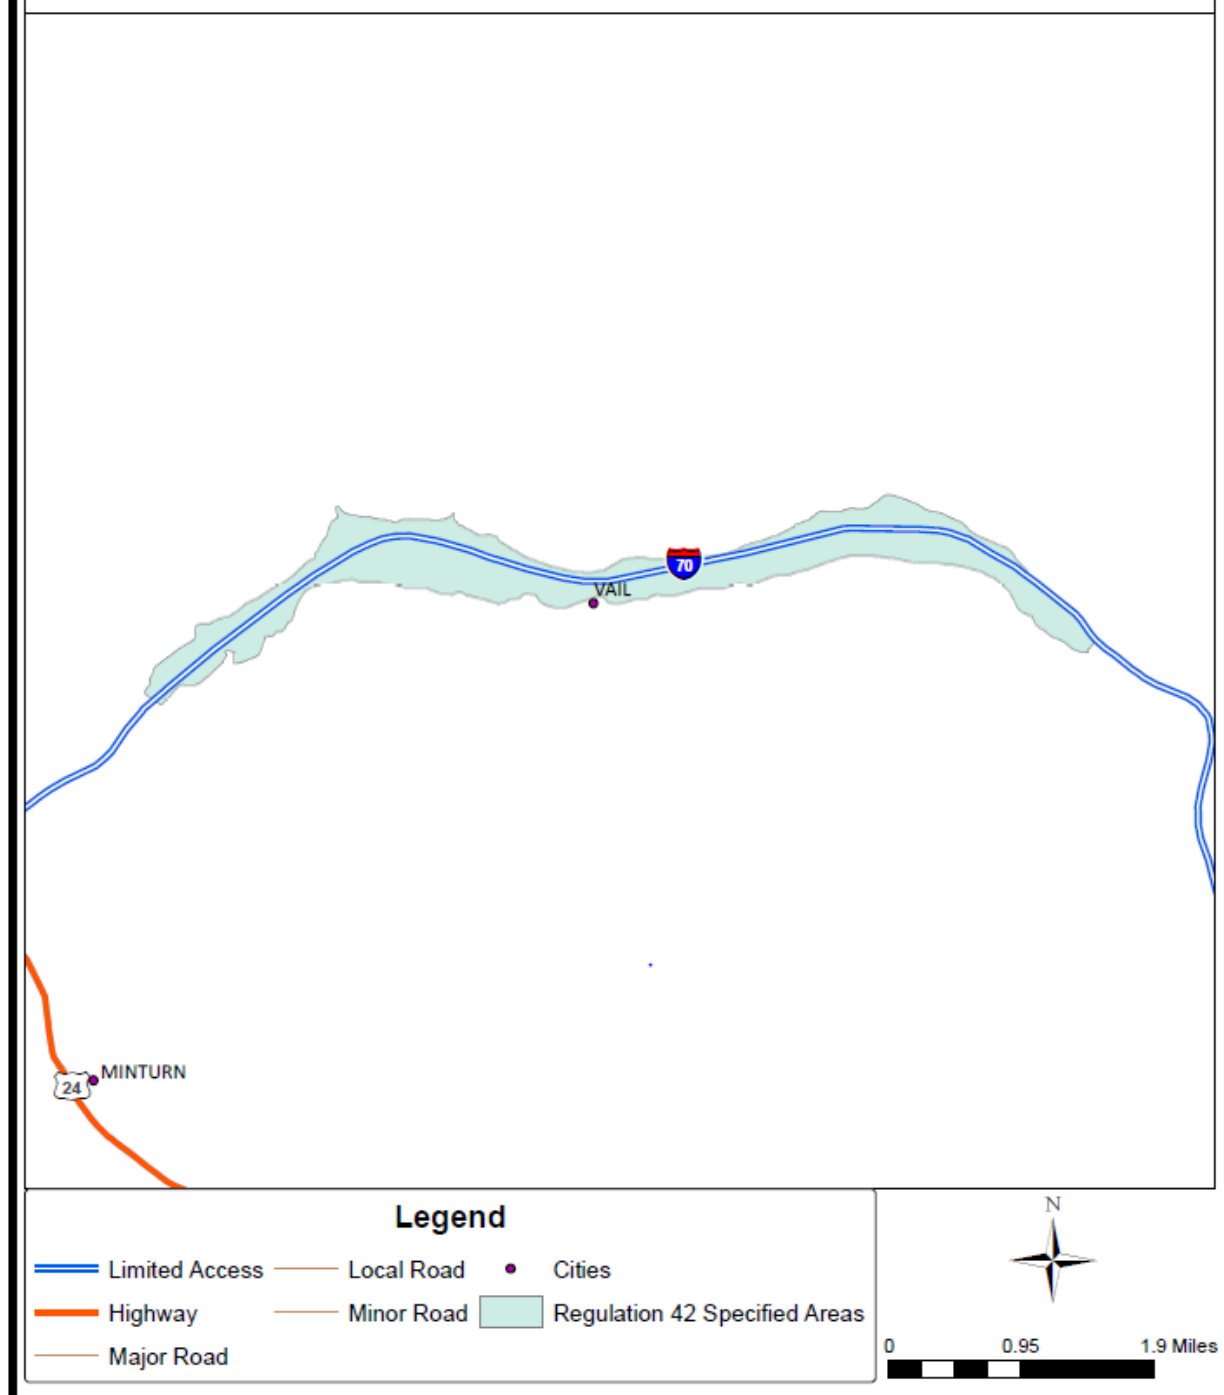 70
VAIL
MINTURN
24
Legend
Limited Access
Local Road
Cities
Highway
Minor Road
Regulation 42 Specified Areas
Major Road
N
0 0.95 1.9 Miles